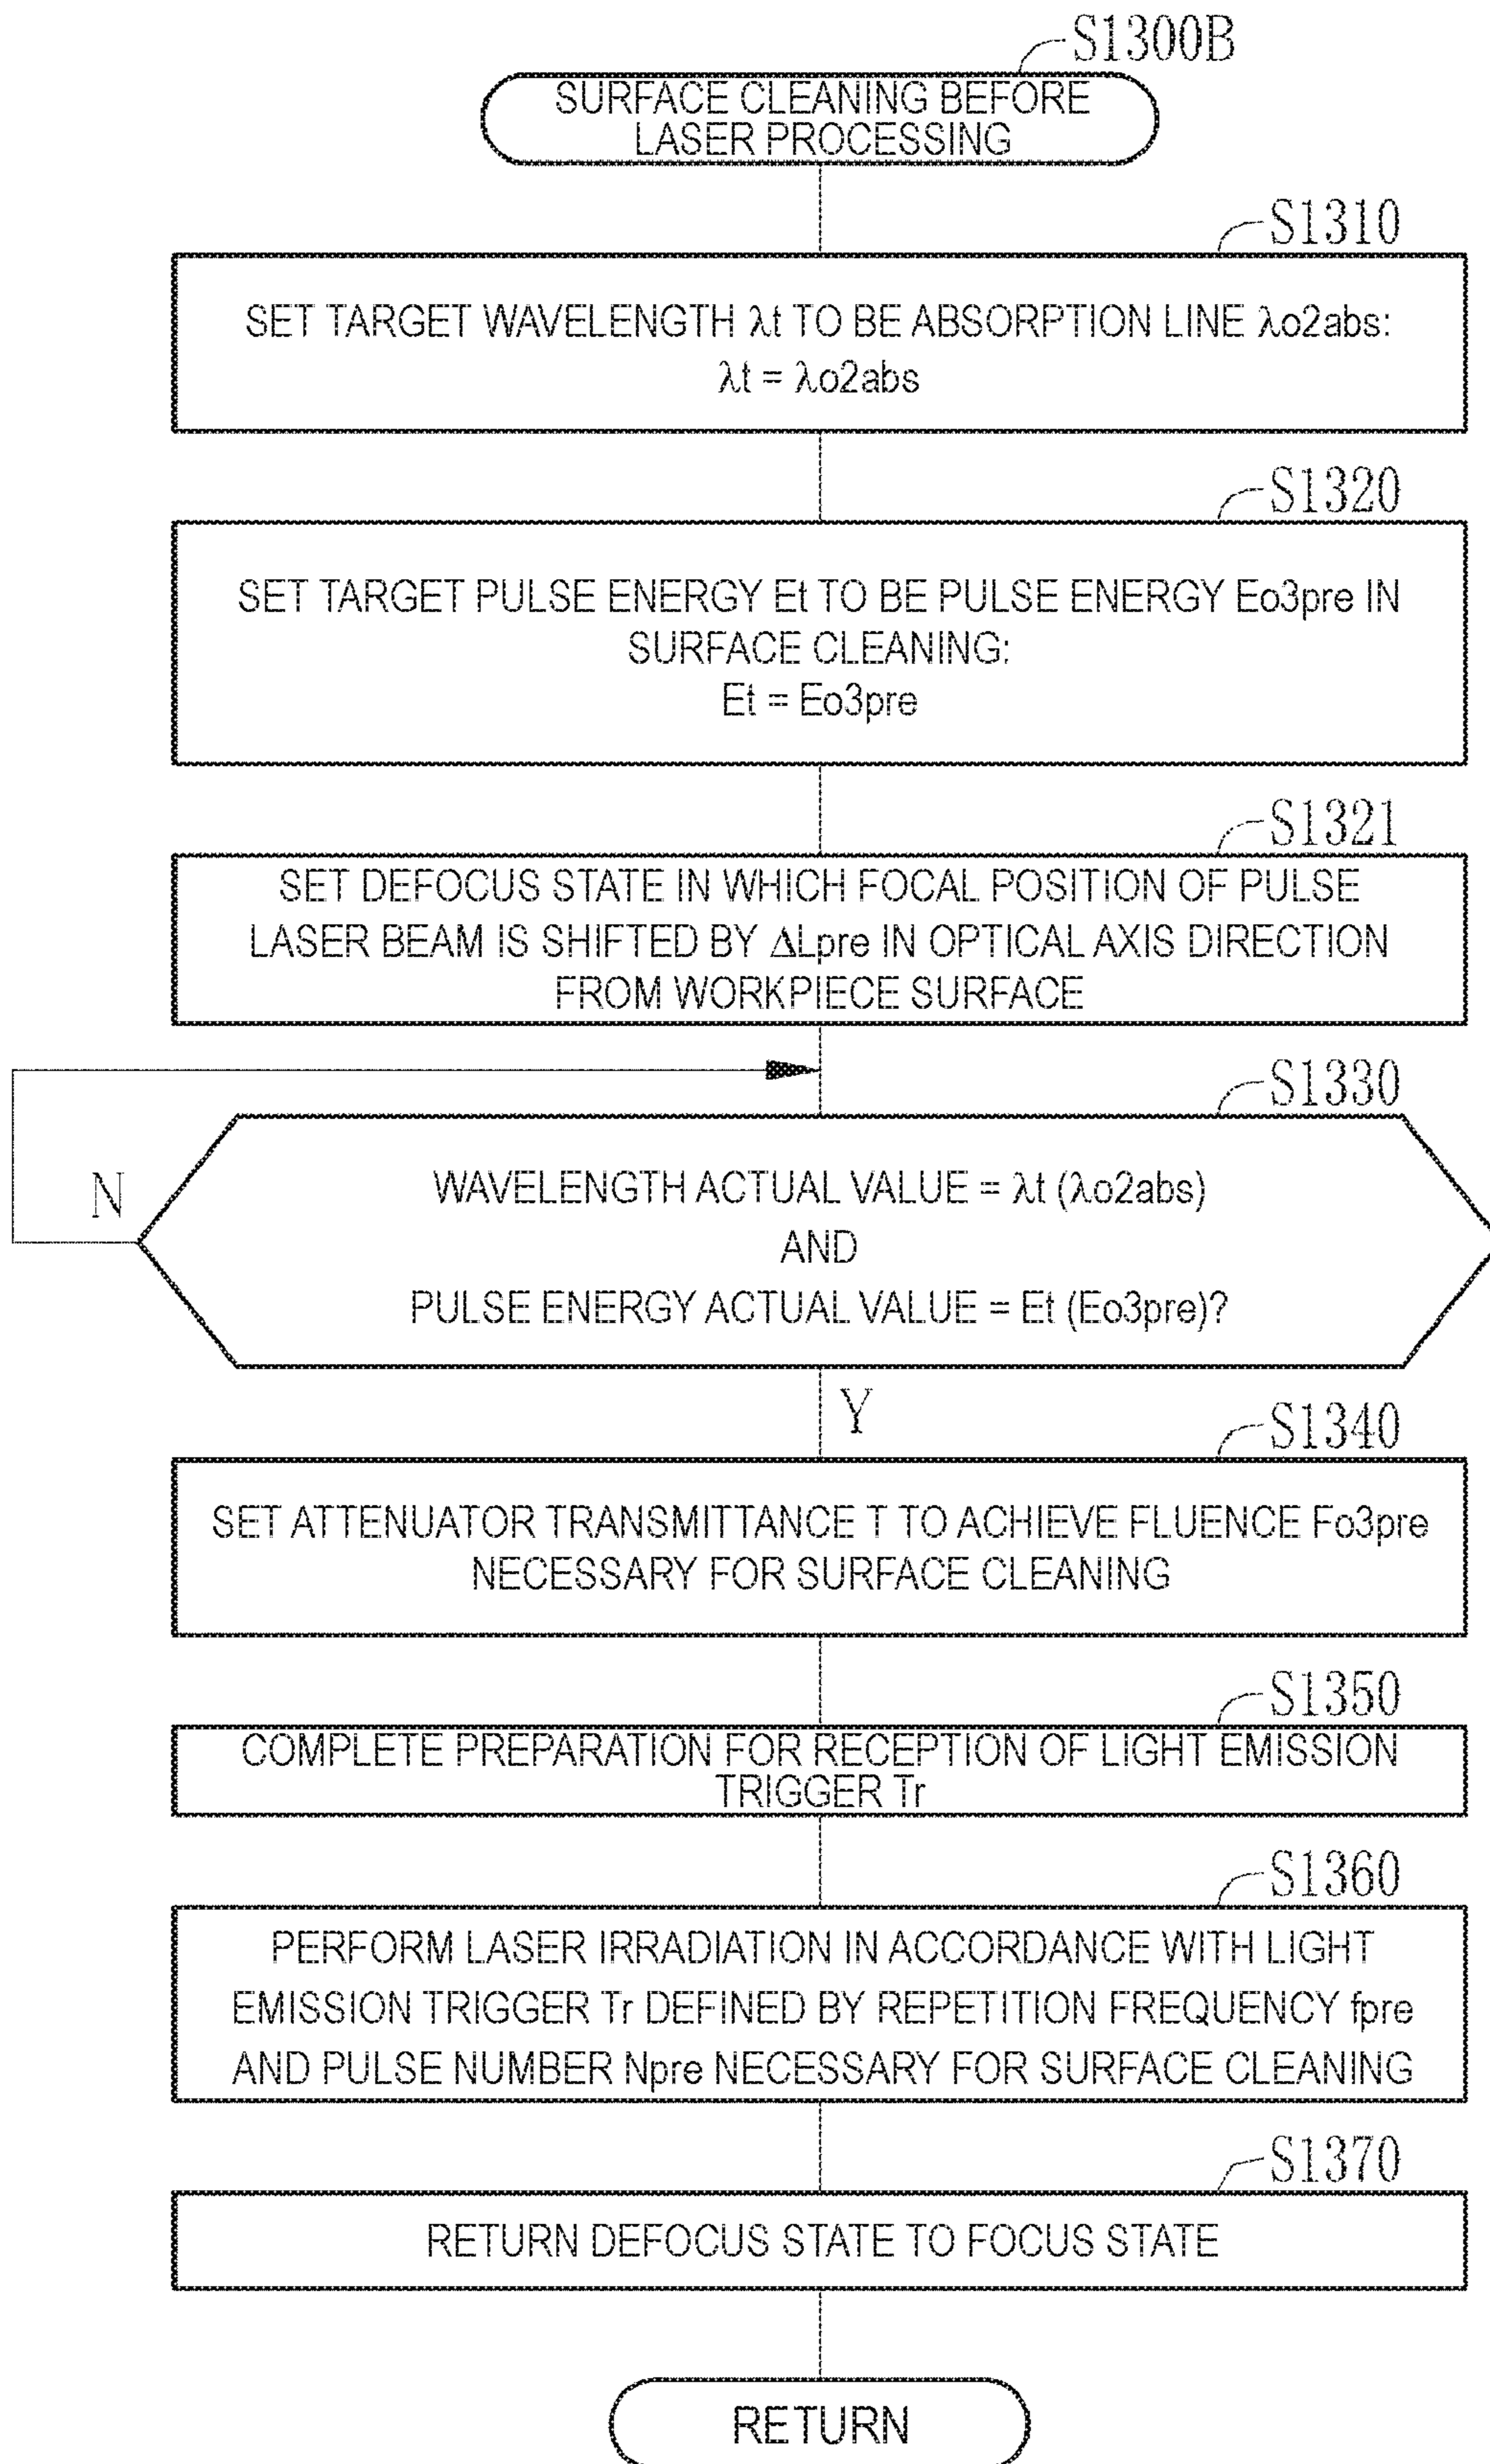 S1300B
SURFACE CLEANING BEFORE
LASER PROCESSING
S1310
SET TARGET WAVELENGTH λt TO BE ABSORPTION LINE λo2abs:
λt = λo2abs
S1320
SET TARGET PULSE ENERGY Et TO BE PULSE ENERGY Eo3pre IN
SURFACE CLEANING:
Et = Eo3pre
S1321
SET DEFOCUS STATE IN WHICH FOCAL POSITION OF PULSE
LASER BEAM IS SHIFTED BY ΔLpre IN OPTICAL AXIS DIRECTION
FROM WORKPIECE SURFACE
S1330
N
WAVELENGTH ACTUAL VALUE = λt (λo2abs)
AND
PULSE ENERGY ACTUAL VALUE = Et (Eo3pre)?
Y
S1340
SET ATTENUATOR TRANSMITTANCE T TO ACHIEVE FLUENCE Fo3pre
NECESSARY FOR SURFACE CLEANING
S1350
COMPLETE PREPARATION FOR RECEPTION OF LIGHT EMISSION
TRIGGER Tr
S1360
PERFORM LASER IRRADIATION IN ACCORDANCE WITH LIGHT
EMISSION TRIGGER Tr DEFINED BY REPETITION FREQUENCY fpre
AND PULSE NUMBER Npre NECESSARY FOR SURFACE CLEANING
S1370
RETURN DEFOCUS STATE TO FOCUS STATE
RETURN